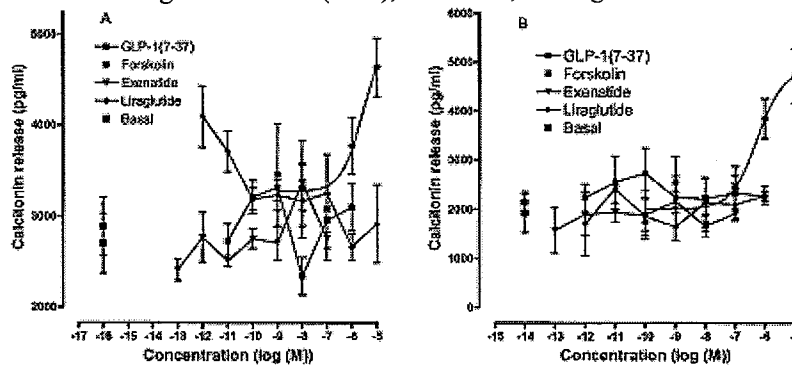 A
GLP-1(7-37)
Forskolin
Exenatide
Liraglutide
Basal
Calcitonin release (pg/ml)
5000
4000
3000
2000
-17 -16 -15 -14 -13 -12 -11 -10 -9 -8 -7 -6 -5
Concentration (log (M))
B
GLP-1(7-37)
Forskolin
Exenatide
Liraglutide
Basal
Calcitonin release (pg/ml)
6000
5000
4000
3000
2000
1000
0
-15 -14 -13 -12 -11 -10 -9 -8 -7 -6
Concentration (log (M))